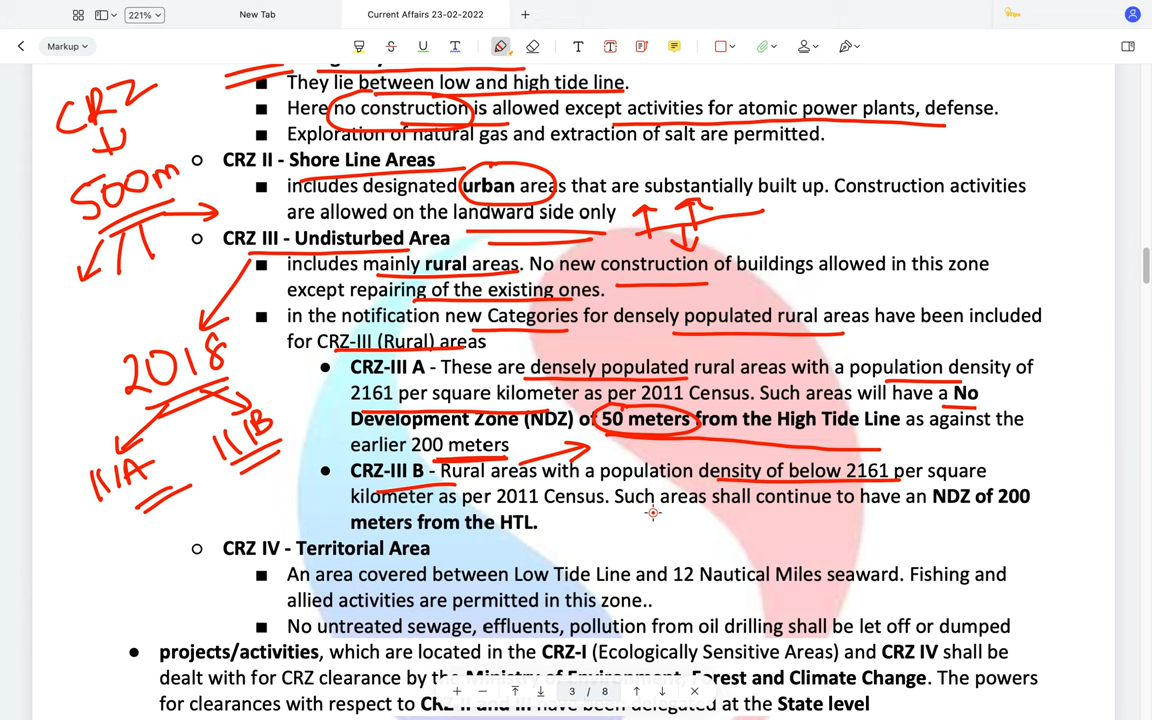 221%
New Tab
Current Affairs 23-02-2022
Markup
They lie between low and high tide line.
Here no construction is allowed except activities for atomic power plants, defense.
Exploration of natural gas and extraction of salt are permitted.
CRZ II - Shore Line Areas
includes designated urban areas that are substantially built up. Construction activities
are allowed on the landward side only
CRZ III - Undisturbed Area
includes mainly rural areas. No new construction of buildings allowed in this zone
except repairing of the existing ones.
in the notification new Categories for densely populated rural areas have been included
for CRZ-III (Rural) areas
CRZ-III A - These are densely populated rural areas with a population density of
2161 per square kilometer as per 2011 Census. Such areas will have a No
Development Zone (NDZ) of 50 meters from the High Tide Line as against the
earlier 200 meters
CRZ-III B - Rural areas with a population density of below 2161 per square
kilometer as per 2011 Census. Such areas shall continue to have an NDZ of 200
meters from the HTL.
CRZ IV - Territorial Area
An area covered between Low Tide Line and 12 Nautical Miles seaward. Fishing and
allied activities are permitted in this zone..
No untreated sewage, effluents, pollution from oil drilling shall be let off or dumped
projects/activities, which are located in the CRZ-I (Ecologically Sensitive Areas) and CRZ IV shall be
dealt with for CRZ clearance by the Ministry of Environment, Forest and Climate Change. The powers
for clearances with respect to CRZ-II and III have been delegated at the State level
3 / 8
CRZ
500m
2018
IIIA
IIIB